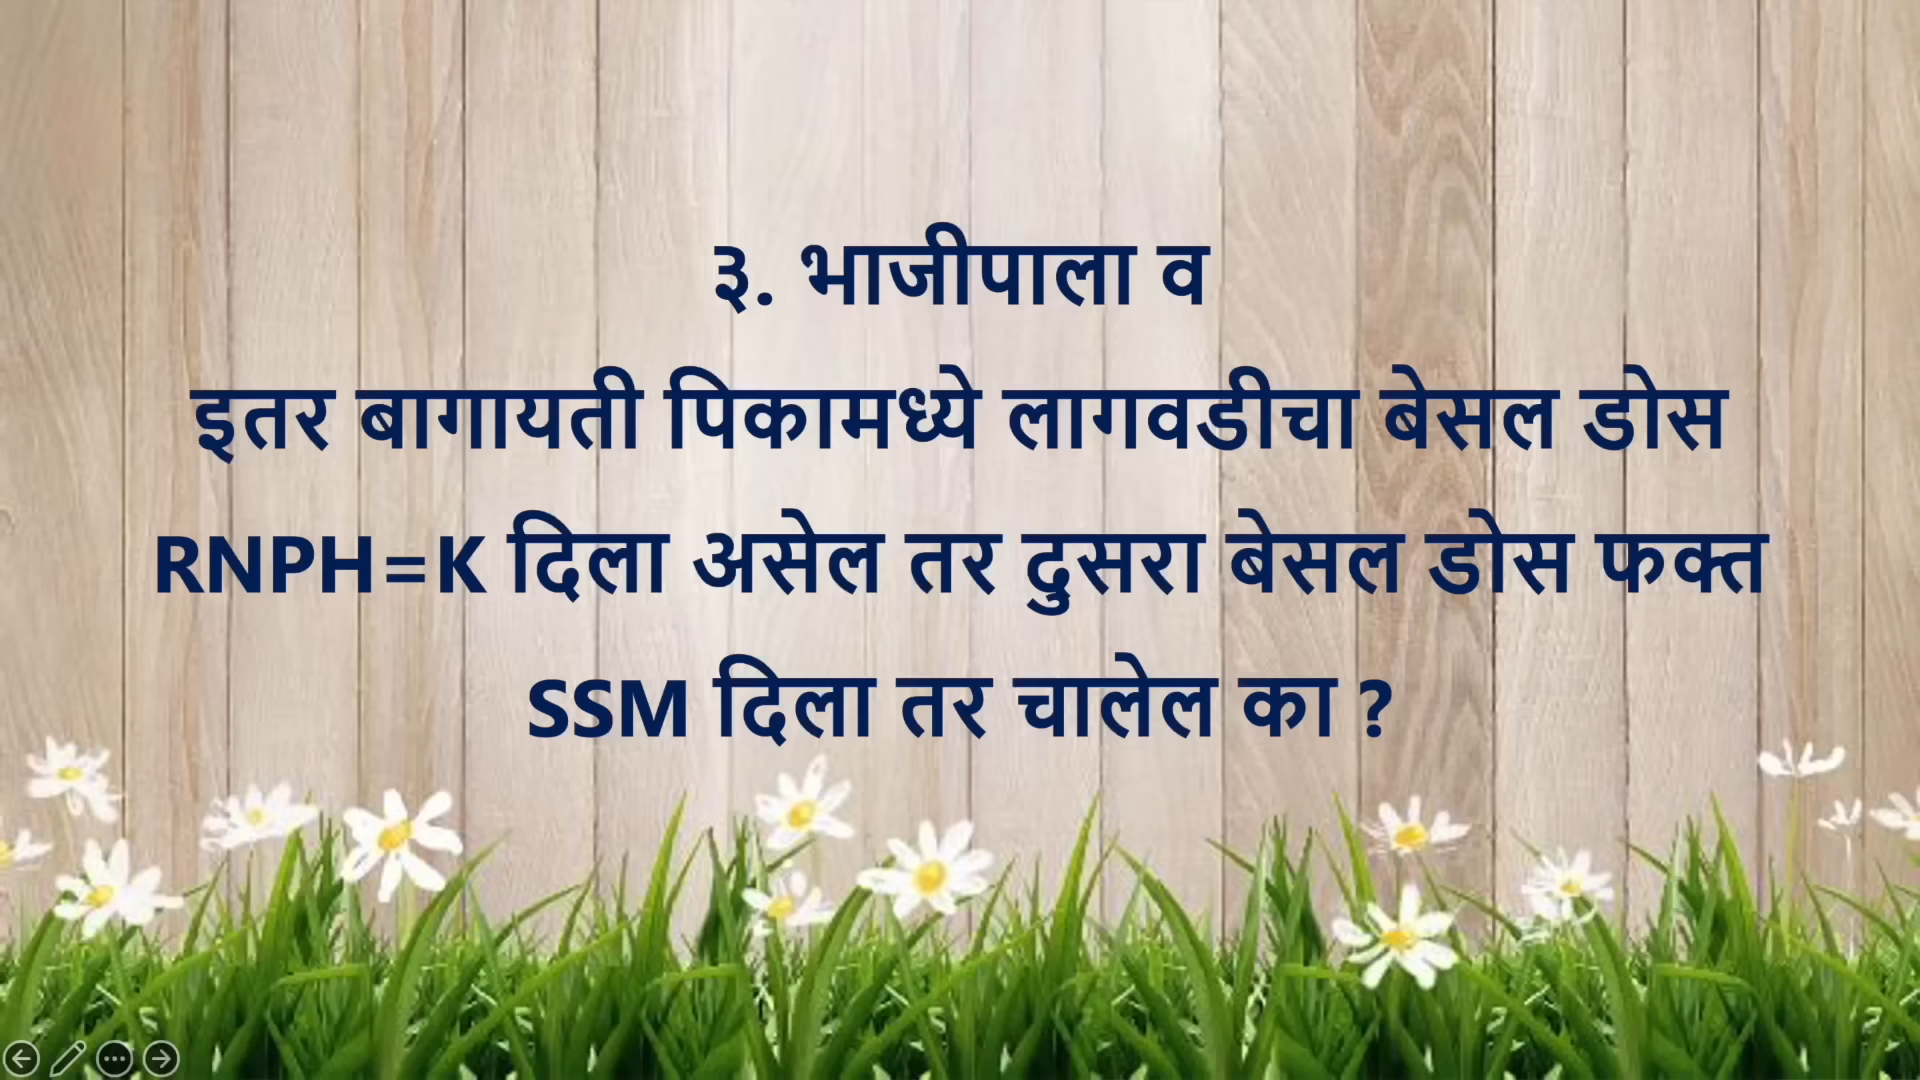 ३. भाजीपाला व
इतर बागायती पिकामध्ये लागवडीचा बेसल डोस
RNPH=K दिला असेल तर दुसरा बेसल डोस फक्त
SSM दिला तर चालेल का ?